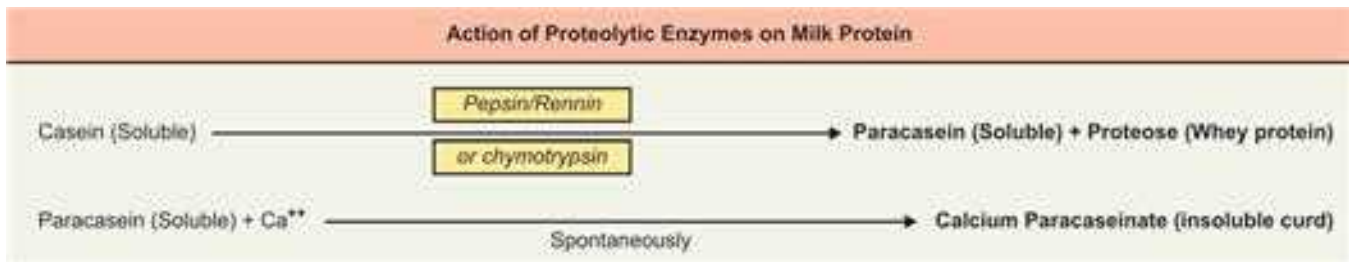 Action of Proteolytic Enzymes on Milk Protein
Pepsin/Rennin
Casein (Soluble) Paracasein (Soluble) + Proteose (Whey protein)
or chymotrypsin
Paracasein (Soluble) + Ca++ Calcium Paracaseinate (insoluble curd)
Spontaneously